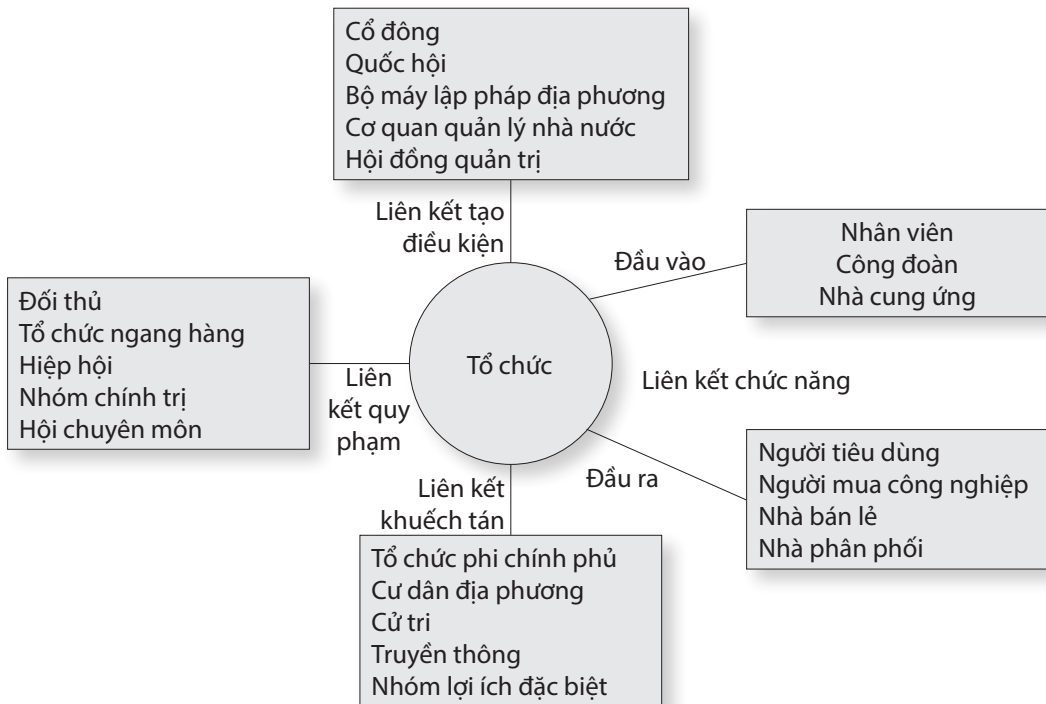 Cổ đông
Quốc hội
Bộ máy lập pháp địa phương
Cơ quan quản lý nhà nước
Hội đồng quản trị
Liên kết tạo
điều kiện
Đầu vào
Nhân viên
Công đoàn
Nhà cung ứng
Đối thủ
Tổ chức ngang hàng
Hiệp hội
Nhóm chính trị
Hội chuyên môn
Liên
kết quy
phạm
Tổ chức
Liên kết chức năng
Đầu ra
Người tiêu dùng
Người mua công nghiệp
Nhà bán lẻ
Nhà phân phối
Liên kết
khuếch tán
Tổ chức phi chính phủ
Cư dân địa phương
Cử tri
Truyền thông
Nhóm lợi ích đặc biệt